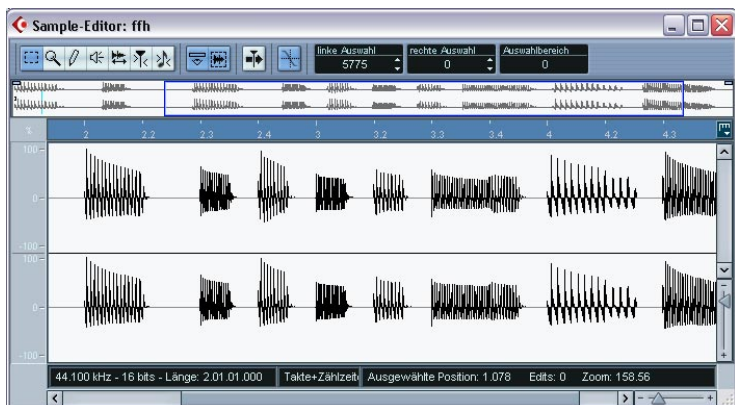 Sample-Editor: ffh
linke Auswahl rechte Auswahl Auswahlbereich
5775 0 0
% 2 2.2 2.3 2.4 3 3.2 3.3 3.4 4 4.2 4.3
100
0
-100
100
0
-100
44.100 kHz - 16 bits - Länge: 2.01.01.000 Takte+Zählzeit Ausgewählte Position: 1.078 Edits: 0 Zoom: 158.56